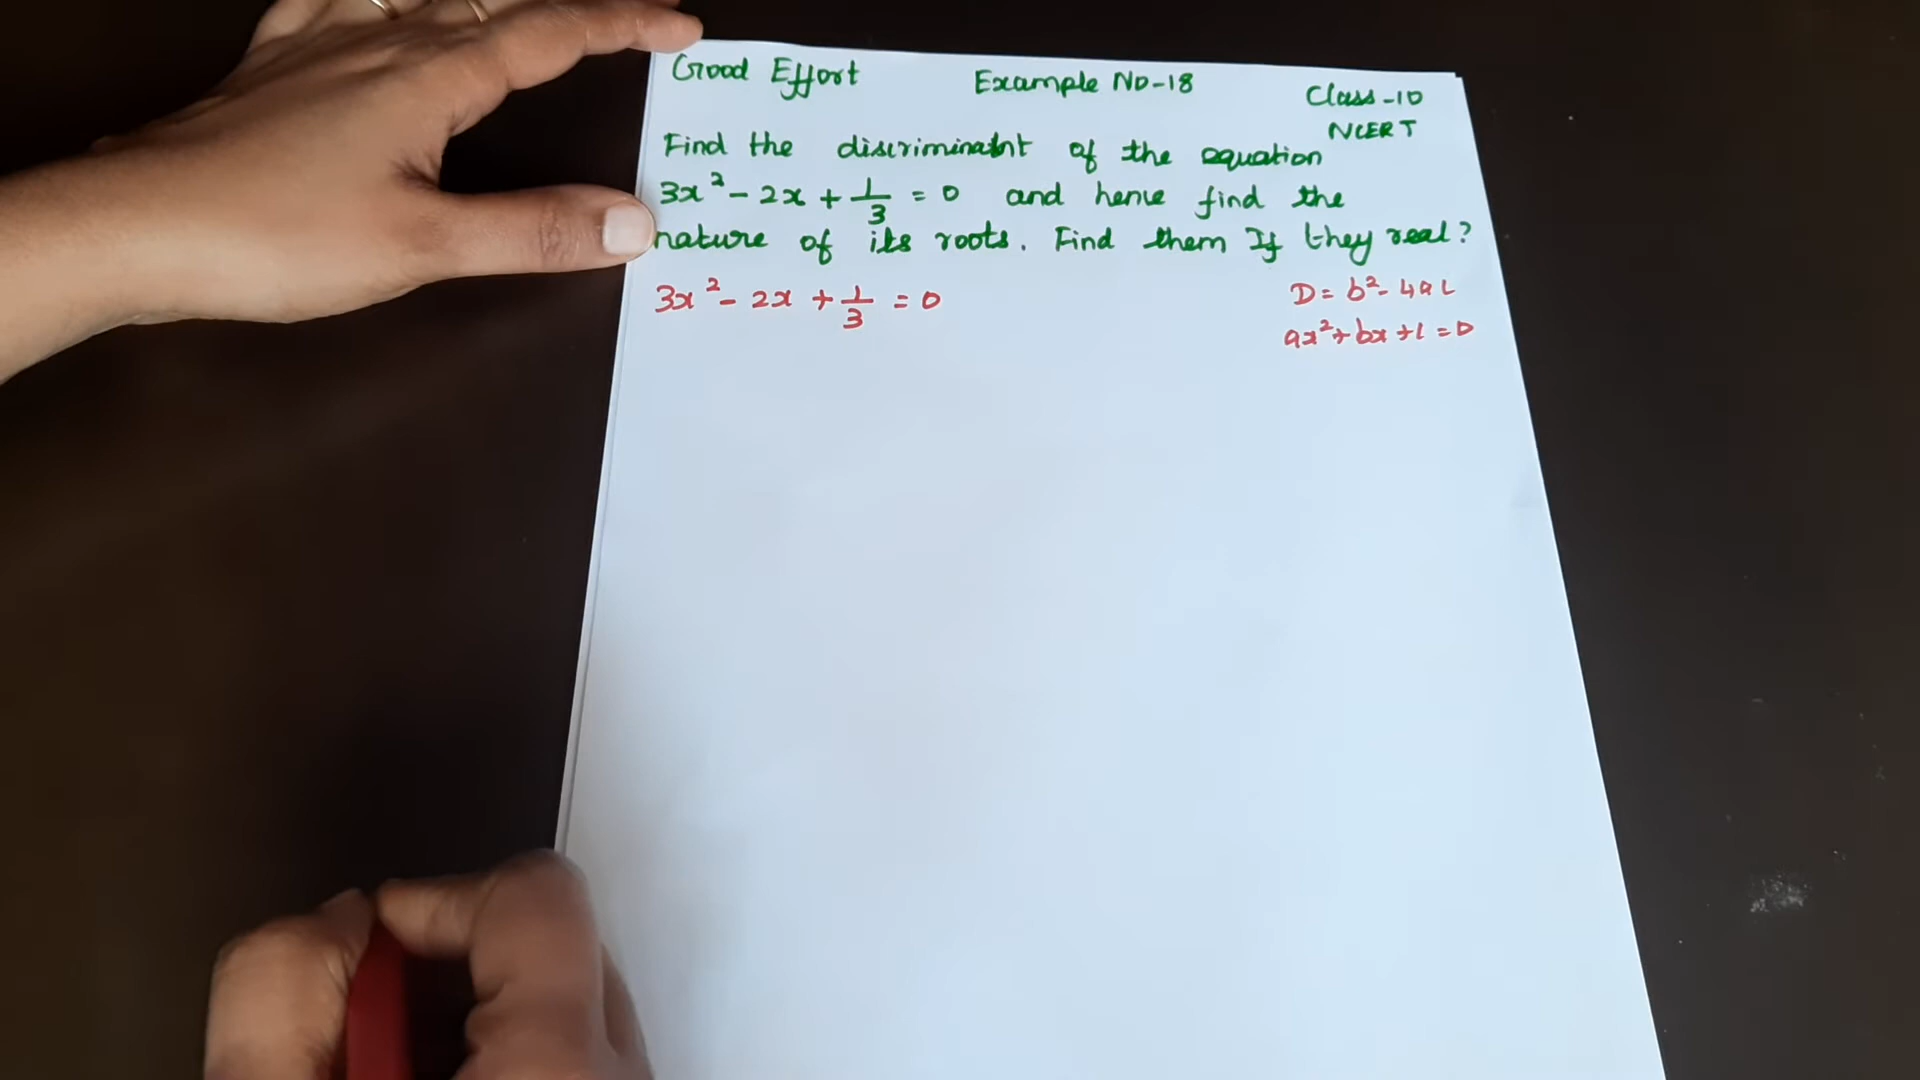 Good Effort Example No-18 Class-10
NCERT
Find the discriminant of the equation
3x² - 2x + 1/3 = 0 and hence find the
nature of its roots. Find them If they real?
3x² - 2x + 1/3 = 0 D = b² - 4ac
ax² + bx + c = 0